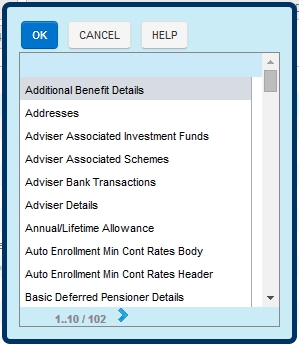 OK CANCEL HELP
Additional Benefit Details
Addresses
Adviser Associated Investment Funds
Adviser Associated Schemes
Adviser Bank Transactions
Adviser Details
Annual/Lifetime Allowance
Auto Enrollment Min Cont Rates Body
Auto Enrollment Min Cont Rates Header
Basic Deferred Pensioner Details
1..10 / 102